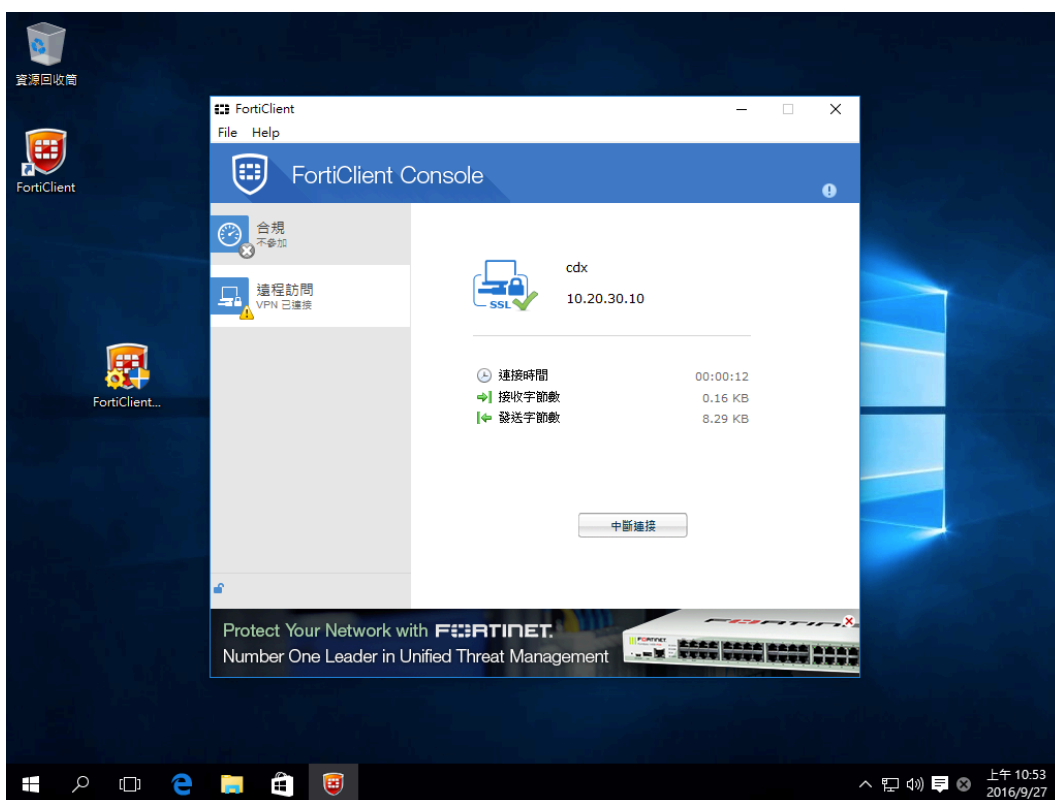 資源回收筒
FortiClient
FortiClient...
FortiClient
File Help
FortiClient Console
合規
不參加
遠程訪問
VPN 已連接
SSL
cdx
10.20.30.10
連接時間 00:00:12
接收字節數 0.16 KB
發送字節數 8.29 KB
中斷連接
Protect Your Network with FORTINET.
Number One Leader in Unified Threat Management
FORTINET
上午 10:53
2016/9/27